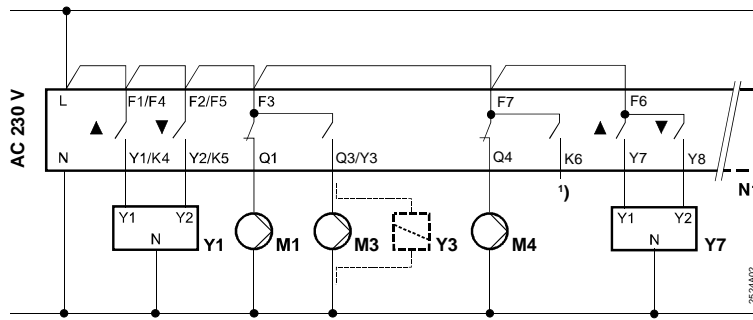 AC 230 V
L F1/F4 F2/F5 F3 F7 F6
▲ ▼ ▲ ▼
N Y1/K4 Y2/K5 Q1 Q3/Y3 Q4 K6 Y7 Y8
¹)
N1
Y1 Y2 Y1 Y2
N Y1 M1 M3 Y3 M4 N Y7
2524A02